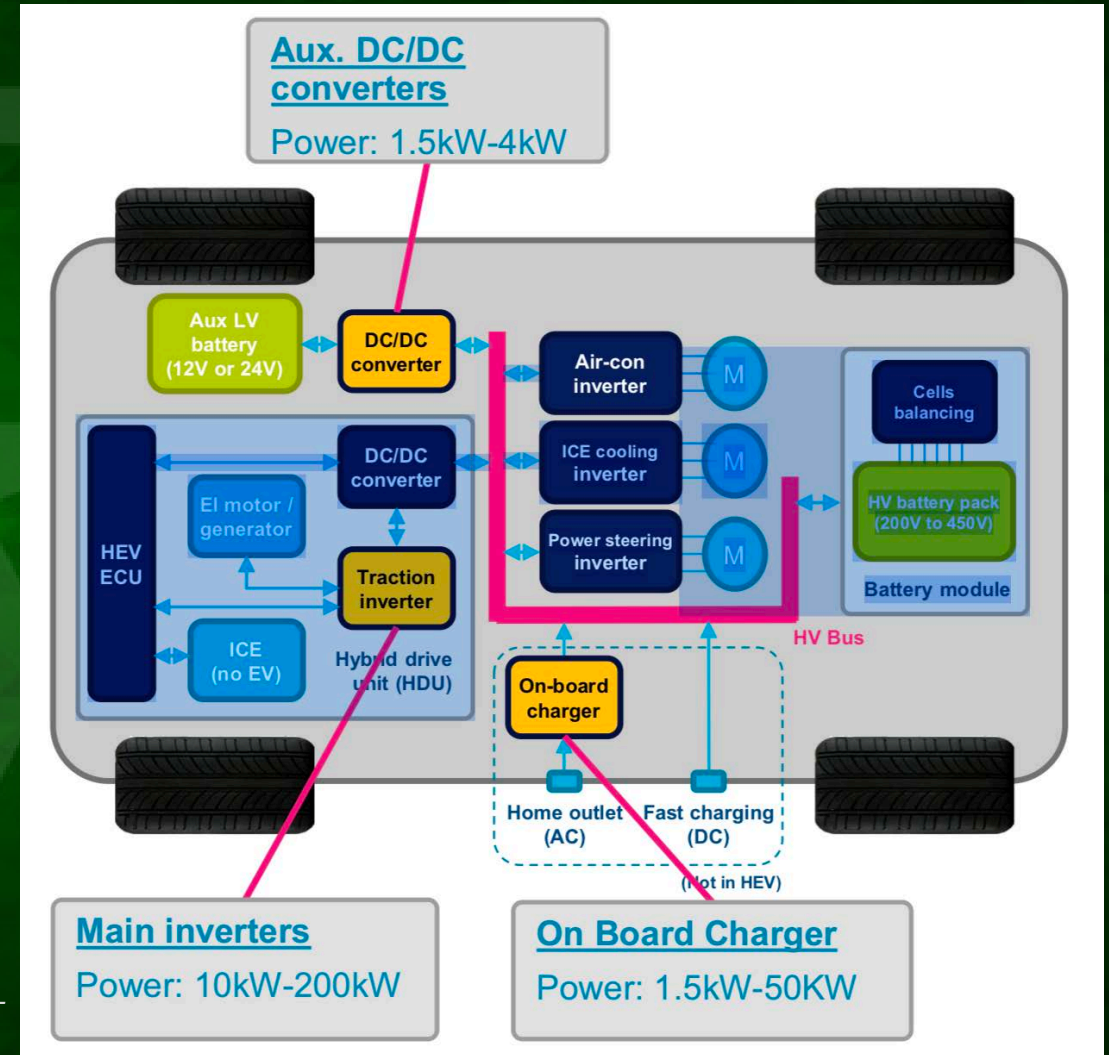 Aux. DC/DC
converters
Power: 1.5kW-4kW
Aux LV
battery
(12V or 24V)
DC/DC
converter
Air-con
inverter
M
Cells
balancing
HEV
ECU
DC/DC
converter
ICE cooling
inverter
M
El motor /
generator
HV battery pack
(200V to 450V)
Power steering
inverter
M
Traction
inverter
Battery module
ICE
(no EV)
Hybrid drive
unit (HDU)
HV Bus
On-board
charger
Home outlet
(AC)
Fast charging
(DC)
(Not in HEV)
Main inverters
Power: 10kW-200kW
On Board Charger
Power: 1.5kW-50KW